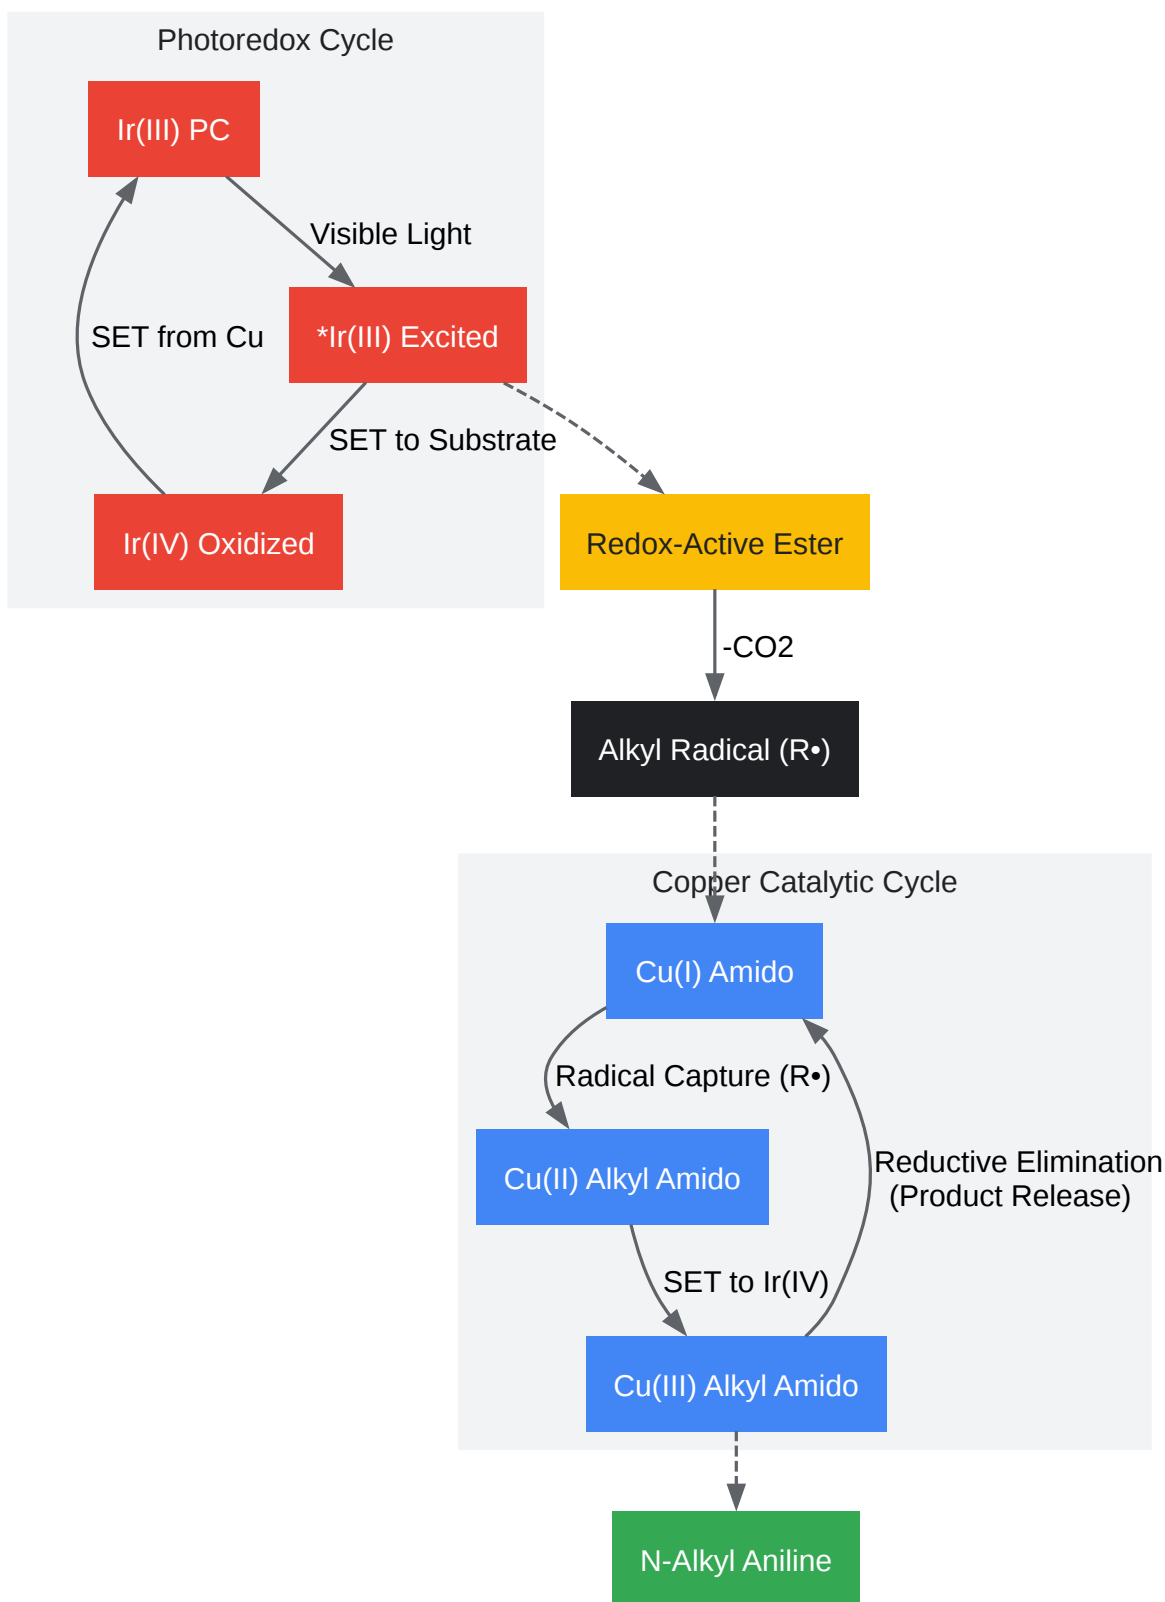 Photoredox Cycle
Ir(III) PC
Visible Light
SET from Cu
*Ir(III) Excited
SET to Substrate
Ir(IV) Oxidized
Redox-Active Ester
-CO2
Alkyl Radical (R•)
Copper Catalytic Cycle
Cu(I) Amido
Radical Capture (R•)
Cu(II) Alkyl Amido
Reductive Elimination
(Product Release)
SET to Ir(IV)
Cu(III) Alkyl Amido
N-Alkyl Aniline